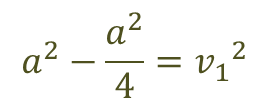 a² − a²/4 = v₁²